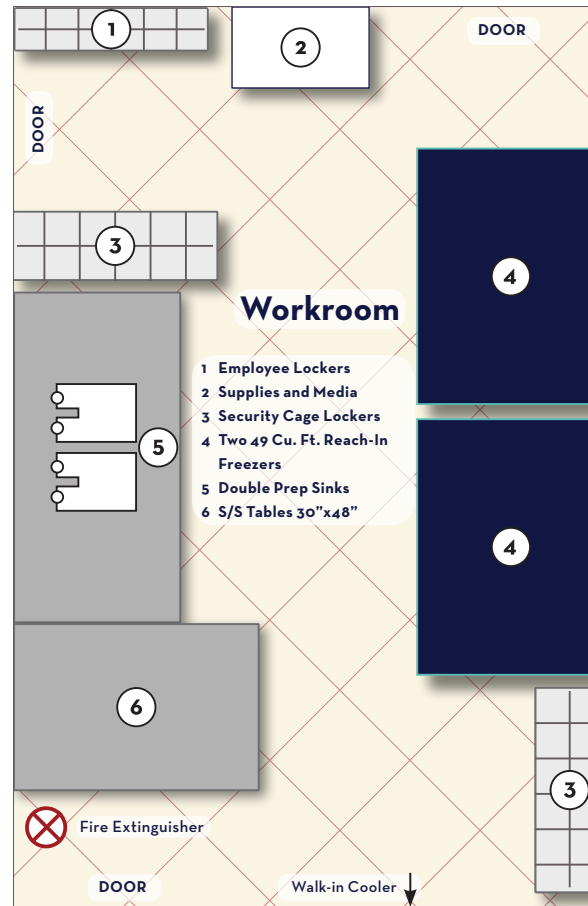 1
2
DOOR
DOOR
3
4
Workroom
1 Employee Lockers
2 Supplies and Media
3 Security Cage Lockers
4 Two 49 Cu. Ft. Reach-In
Freezers
5 Double Prep Sinks
6 S/S Tables 30”x48”
5
4
6
3
Fire Extinguisher
DOOR
Walk-in Cooler